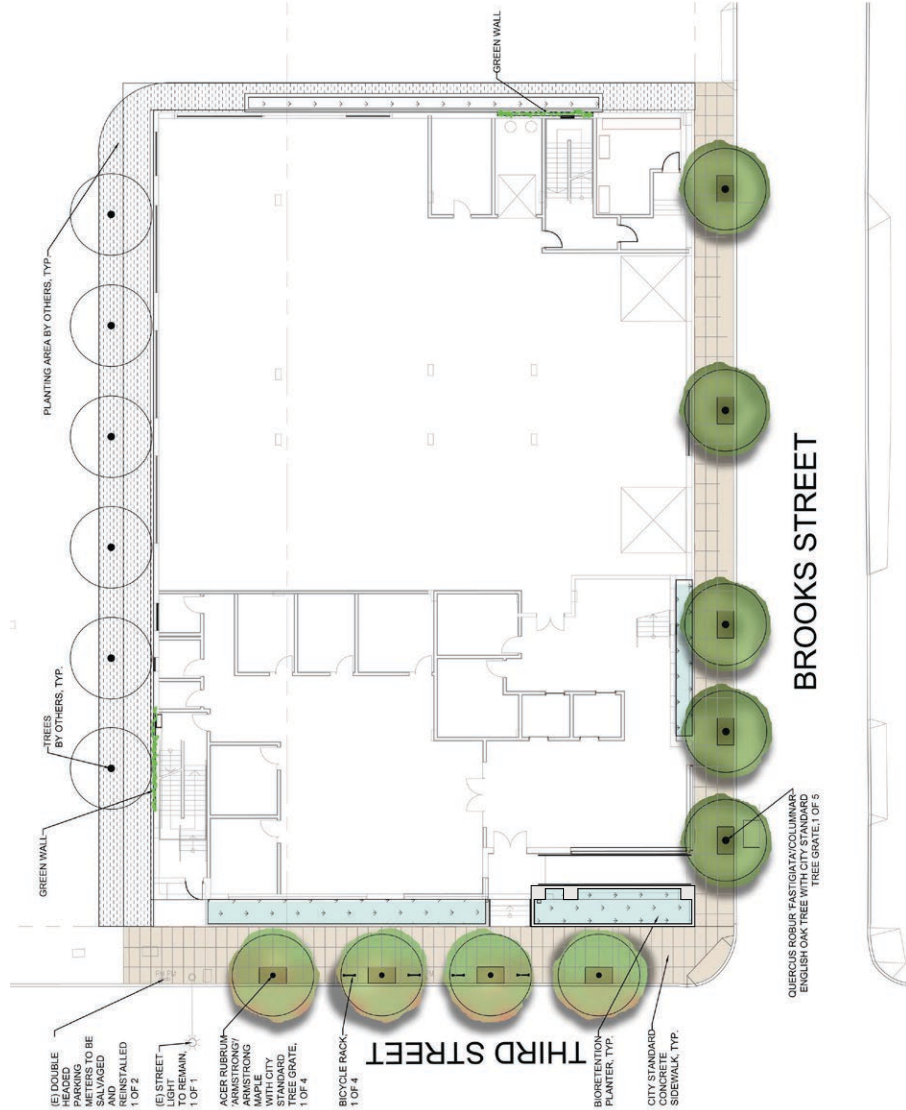 GREEN WALL
PLANTING AREA BY OTHERS, TYP.
TREES
BY OTHERS, TYP.
GREEN WALL
(E) DOUBLE
HEADED
PARKING
METERS TO BE
SALVAGED
AND
REINSTALLED
1 OF 2
(E) STREET
LIGHT
TO REMAIN,
1 OF 1
ACER RUBRUM
'ARMSTRONG'/
ARMSTRONG
MAPLE
WITH CITY
STANDARD
TREE GRATE,
1 OF 4
BICYCLE RACK,
1 OF 4
THIRD STREET
BIORETENTION
PLANTER, TYP.
CITY STANDARD
CONCRETE
SIDEWALK, TYP.
QUERCUS ROBUR 'FASTIGIATA'/COLUMNAR
ENGLISH OAK TREE WITH CITY STANDARD
TREE GRATE,1 OF 5
BROOKS STREET